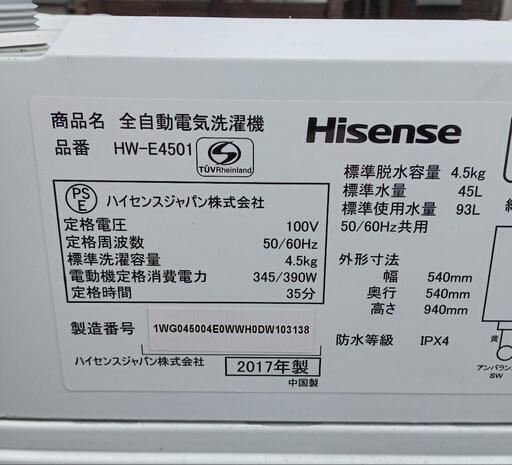 商品名 全自動電気洗濯機
品番 HW-E4501
TÜVRheinland
Hisense
PSE ハイセンスジャパン株式会社
定格電圧 100V
定格周波数 50/60Hz
標準洗濯容量 4.5kg
電動機定格消費電力 345/390W
定格時間 35分
製造番号 1WG045004E0WWH0DW103138
ハイセンスジャパン株式会社 2017年製
中国製
標準脱水容量 4.5kg
標準水量 45L
標準使用水量 93L
50/60Hz共用
外形寸法
幅 540mm
奥行 540mm
高さ 940mm
防水等級 IPX4
黄
アンバラン
SW